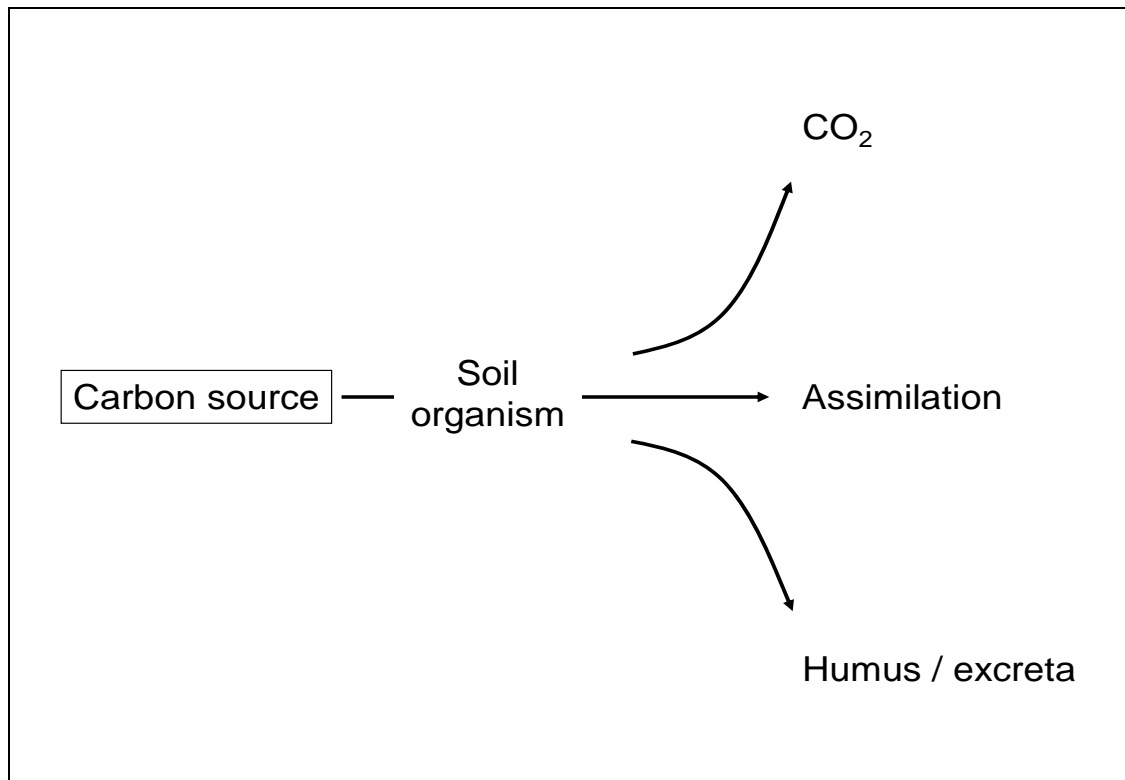 CO₂
Carbon source
Soil
organism
Assimilation
Humus / excreta